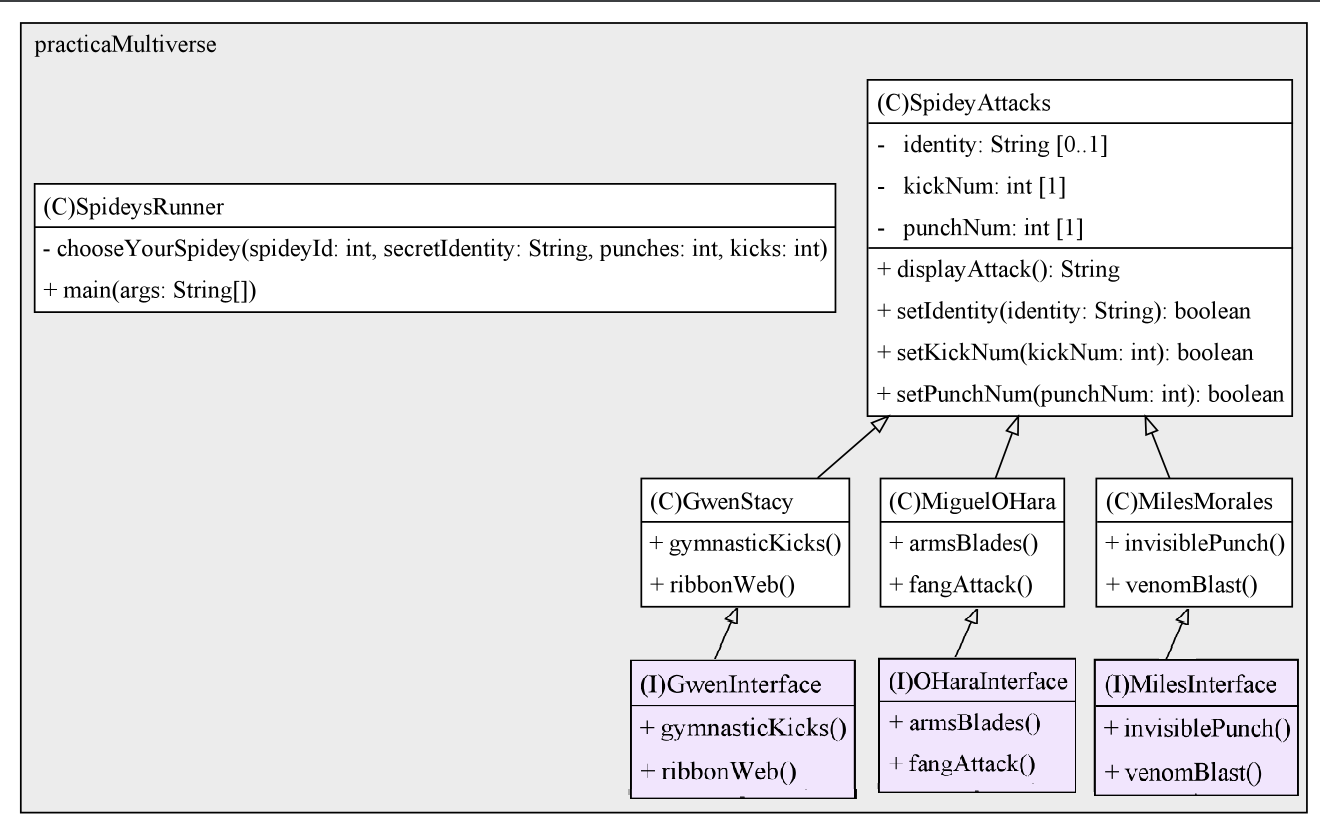 practicaMultiverse
(C)SpideyAttacks
- identity: String [0..1]
- kickNum: int [1]
- punchNum: int [1]
+ displayAttack(): String
+ setIdentity(identity: String): boolean
+ setKickNum(kickNum: int): boolean
+ setPunchNum(punchNum: int): boolean
(C)SpideysRunner
- chooseYourSpidey(spideyId: int, secretIdentity: String, punches: int, kicks: int)
+ main(args: String[])
(C)GwenStacy
+ gymnasticKicks()
+ ribbonWeb()
(C)MiguelOHara
+ armsBlades()
+ fangAttack()
(C)MilesMorales
+ invisiblePunch()
+ venomBlast()
(I)GwenInterface
+ gymnasticKicks()
+ ribbonWeb()
(I)OHaraInterface
+ armsBlades()
+ fangAttack()
(I)MilesInterface
+ invisiblePunch()
+ venomBlast()